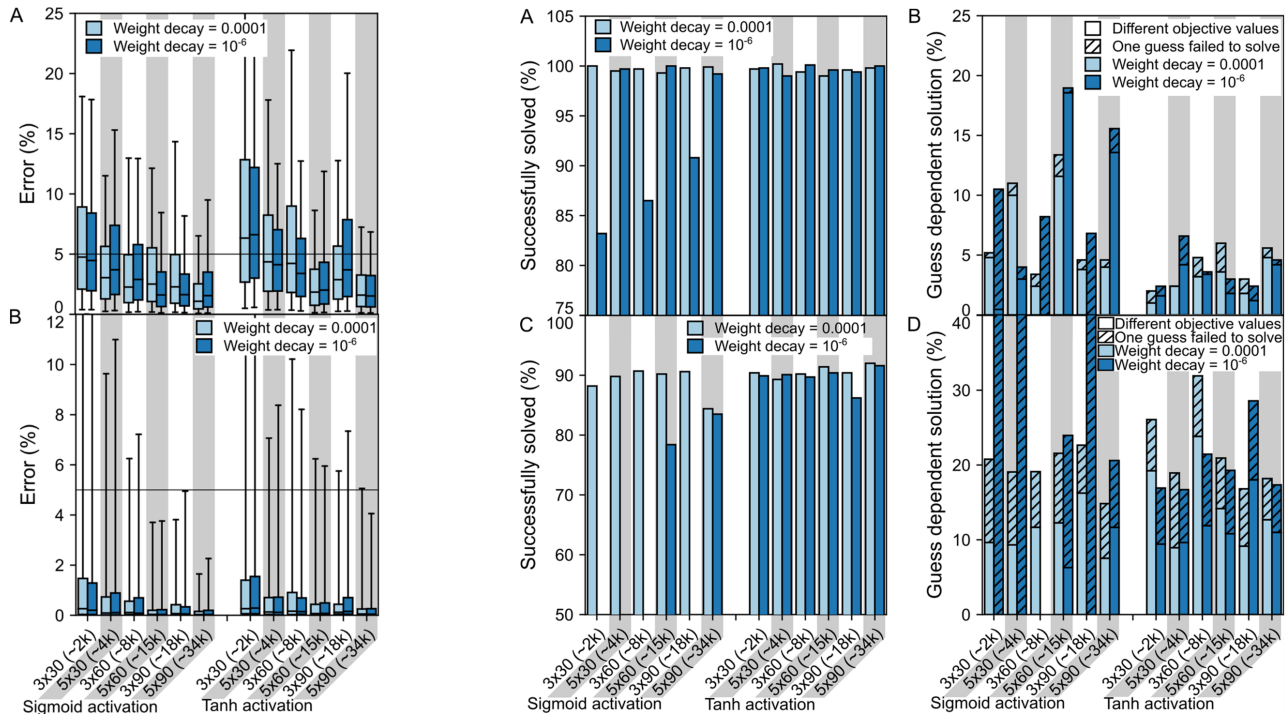 A
25
20
15
10
5
0
Error (%)
Weight decay = 0.0001
Weight decay = 10⁻⁶
B
12
10
8
6
4
2
0
Error (%)
Weight decay = 0.0001
Weight decay = 10⁻⁶
3x30 (~2k)
5x30 (~4k)
3x60 (~8k)
5x60 (~15k)
3x90 (~18k)
5x90 (~34k)
3x30 (~2k)
5x30 (~4k)
3x60 (~8k)
5x60 (~15k)
3x90 (~18k)
5x90 (~34k)
Sigmoid activation
Tanh activation
A
105
100
95
90
85
80
75
Successfully solved (%)
Weight decay = 0.0001
Weight decay = 10⁻⁶
C
100
90
80
70
60
50
Successfully solved (%)
Weight decay = 0.0001
Weight decay = 10⁻⁶
3x30 (~2k)
5x30 (~4k)
3x60 (~8k)
5x60 (~15k)
3x90 (~18k)
5x90 (~34k)
3x30 (~2k)
5x30 (~4k)
3x60 (~8k)
5x60 (~15k)
3x90 (~18k)
5x90 (~34k)
Sigmoid activation
Tanh activation
B
25
20
15
10
5
0
Guess dependent solution (%)
Different objective values
One guess failed to solve
Weight decay = 0.0001
Weight decay = 10⁻⁶
D
40
30
20
10
0
Guess dependent solution (%)
Different objective values
One guess failed to solve
Weight decay = 0.0001
Weight decay = 10⁻⁶
3x30 (~2k)
5x30 (~4k)
3x60 (~8k)
5x60 (~15k)
3x90 (~18k)
5x90 (~34k)
3x30 (~2k)
5x30 (~4k)
3x60 (~8k)
5x60 (~15k)
3x90 (~18k)
5x90 (~34k)
Sigmoid activation
Tanh activation